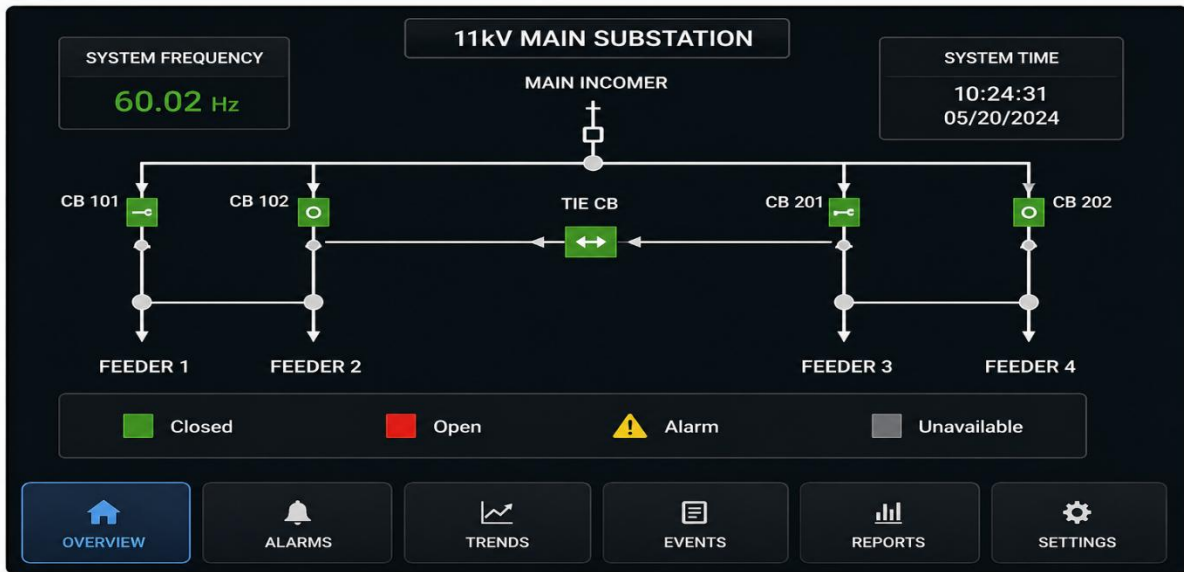 11kV MAIN SUBSTATION
SYSTEM FREQUENCY
60.02 Hz
SYSTEM TIME
10:24:31
05/20/2024
MAIN INCOMER
CB 101
CB 102
TIE CB
CB 201
CB 202
FEEDER 1
FEEDER 2
FEEDER 3
FEEDER 4
Closed
Open
Alarm
Unavailable
OVERVIEW
ALARMS
TRENDS
EVENTS
REPORTS
SETTINGS